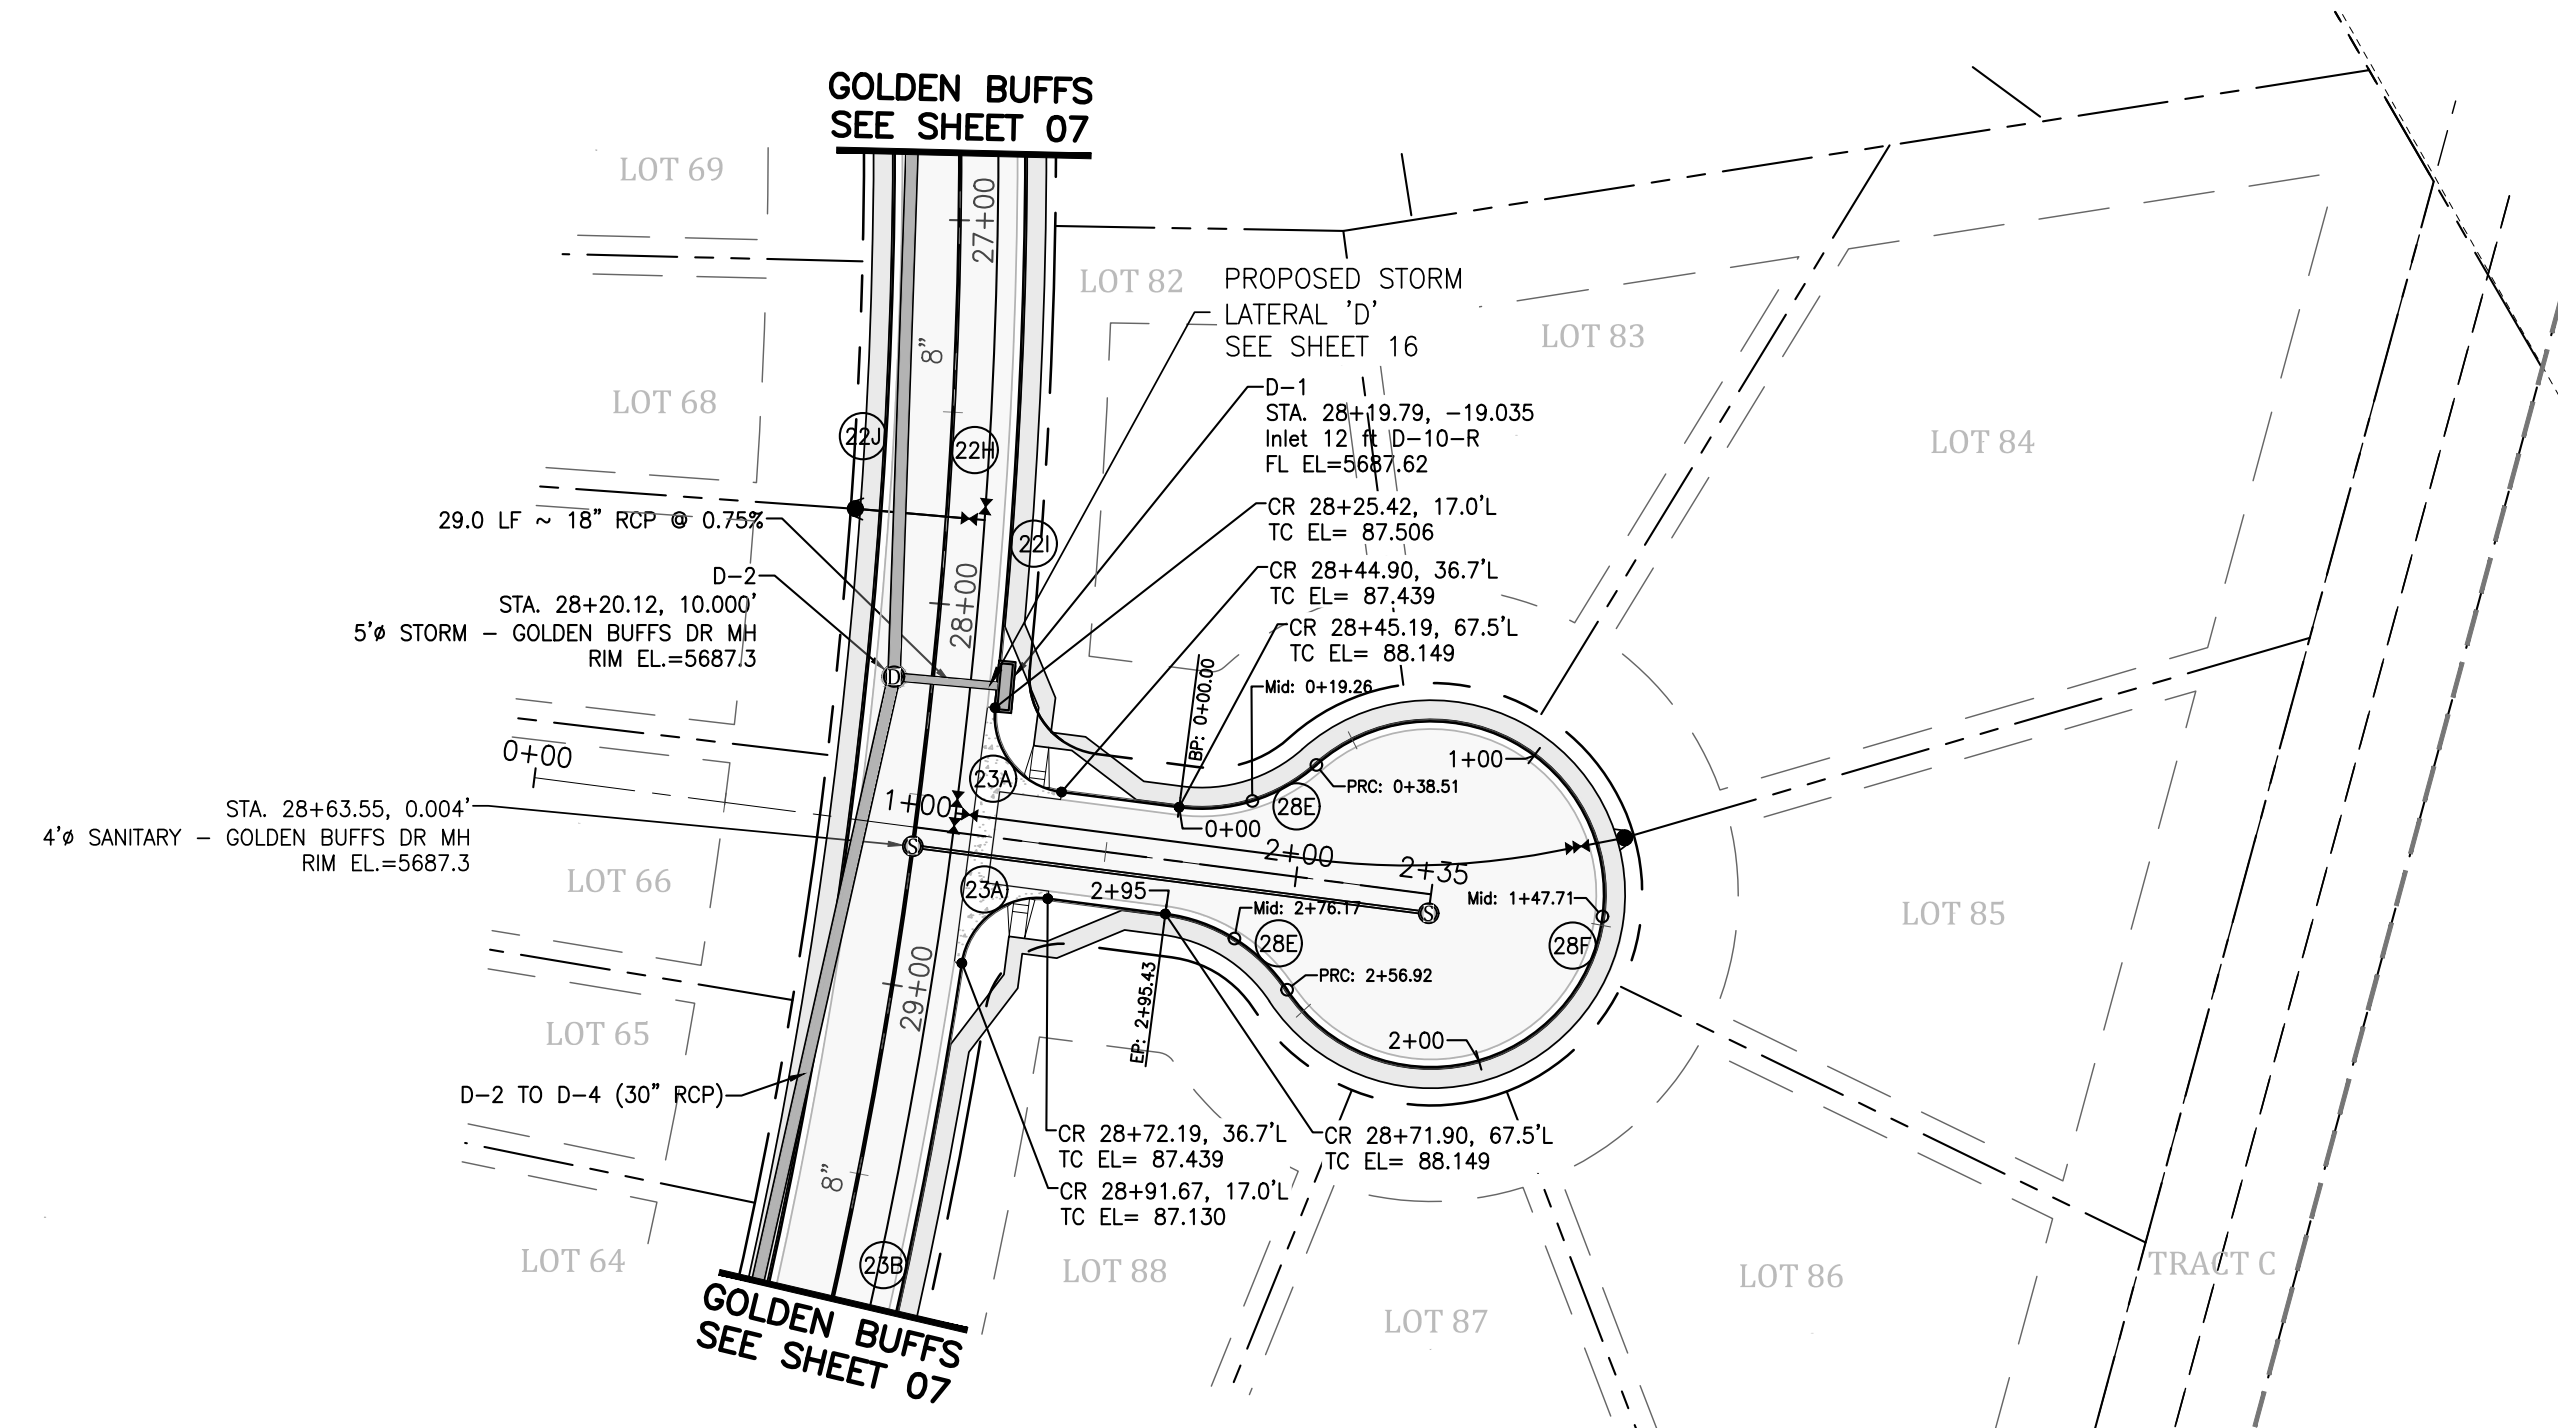 GOLDEN BUFFS
SEE SHEET 07
LOT 69
27+00
LOT 82
PROPOSED STORM
LATERAL 'D'
SEE SHEET 16
LOT 83
8"
LOT 68
D-1
STA. 28+19.79, -19.035
Inlet 12 ft D-10-R
FL EL=5687.62
LOT 84
22J
22H
22I
CR 28+25.42, 17.0'L
TC EL= 87.506
29.0 LF ~ 18" RCP @ 0.75%
CR 28+44.90, 36.7'L
TC EL= 87.439
D-2
STA. 28+20.12, 10.000'
5'ø STORM - GOLDEN BUFFS DR MH
RIM EL.=5687.3
28+00
CR 28+45.19, 67.5'L
TC EL= 88.149
D
BP: 0+00.00
Mid: 0+19.26
0+00
1+00
PRC: 0+38.51
23A
1+00
28E
0+00
STA. 28+63.55, 0.004'
4'ø SANITARY - GOLDEN BUFFS DR MH
RIM EL.=5687.3
S
2+00
2+35
LOT 66
23A
2+95
Mid: 2+76.17
S
Mid: 1+47.71
LOT 85
28E
28F
29+00
EP: 2+95.43
PRC: 2+56.92
LOT 65
2+00
D-2 TO D-4 (30" RCP)
CR 28+72.19, 36.7'L
TC EL= 87.439
CR 28+71.90, 67.5'L
TC EL= 88.149
8"
CR 28+91.67, 17.0'L
TC EL= 87.130
LOT 64
23B
LOT 88
LOT 87
LOT 86
TRACT C
GOLDEN BUFFS
SEE SHEET 07